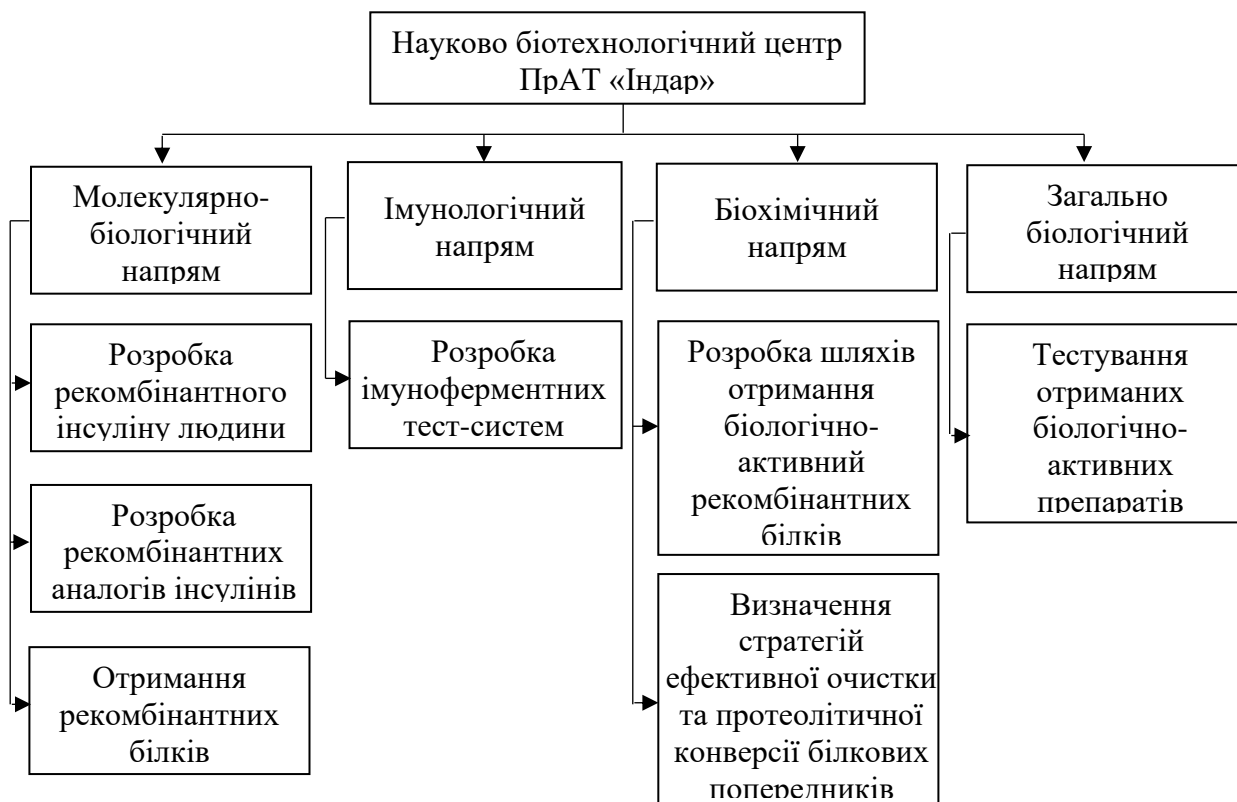 Науково біотехнологічний центр
ПрАТ «Індар»
Молекулярно-
біологічний
напрям
Імунологічний
напрям
Біохімічний
напрям
Загально
біологічний
напрям
Розробка
рекомбінантного
інсуліну людини
Розробка
імуноферментних
тест-систем
Розробка шляхів
отримання
біологічно-
активний
рекомбінантних
білків
Тестування
отриманих
біологічно-
активних
препаратів
Розробка
рекомбінантних
аналогів інсулінів
Визначення
стратегій
ефективної очистки
та протеолітичної
конверсії білкових
попередників
Отримання
рекомбінантних
білків